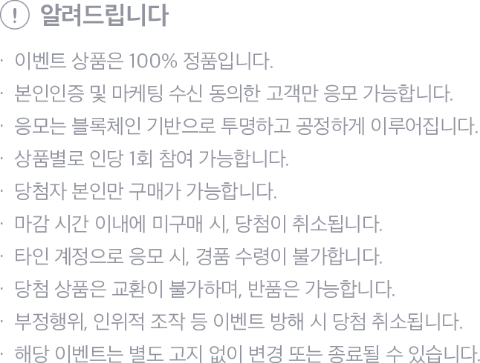 ! 알려드립니다
· 이벤트 상품은 100% 정품입니다.
· 본인인증 및 마케팅 수신 동의한 고객만 응모 가능합니다.
· 응모는 블록체인 기반으로 투명하고 공정하게 이루어집니다.
· 상품별로 인당 1회 참여 가능합니다.
· 당첨자 본인만 구매가 가능합니다.
· 마감 시간 이내에 미구매 시, 당첨이 취소됩니다.
· 타인 계정으로 응모 시, 경품 수령이 불가합니다.
· 당첨 상품은 교환이 불가하며, 반품은 가능합니다.
· 부정행위, 인위적 조작 등 이벤트 방해 시 당첨 취소됩니다.
· 해당 이벤트는 별도 고지 없이 변경 또는 종료될 수 있습니다.